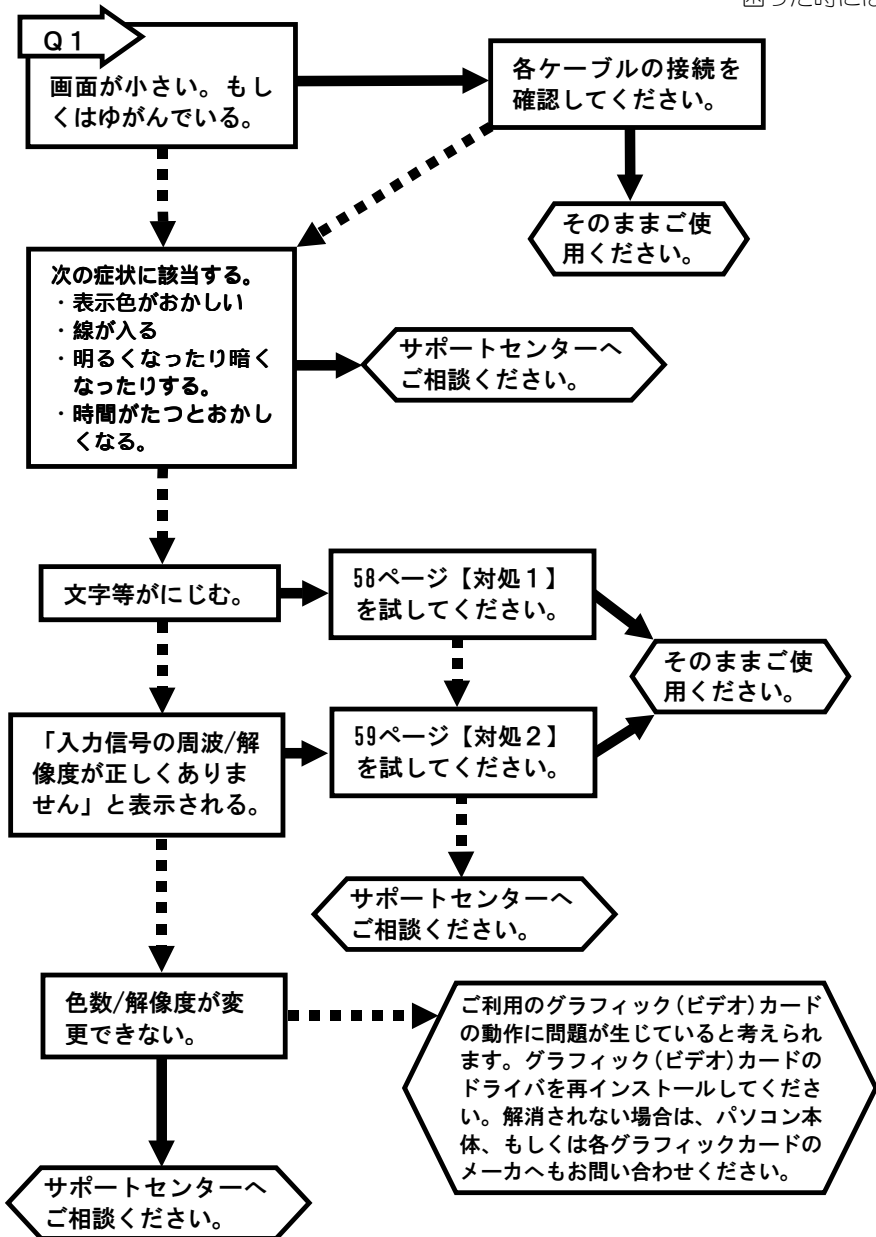 困った時には
Q1
画面が小さい。もし
くはゆがんでいる。
各ケーブルの接続を
確認してください。
そのままご使
用ください。
次の症状に該当する。
・表示色がおかしい
・線が入る
・明るくなったり暗く
なったりする。
・時間がたつとおかし
くなる。
サポートセンターへ
ご相談ください。
文字等がにじむ。
58ページ【対処1】
を試してください。
そのままご使
用ください。
「入力信号の周波/解
像度が正しくありま
せん」と表示される。
59ページ【対処2】
を試してください。
サポートセンターへ
ご相談ください。
色数/解像度が変
更できない。
ご利用のグラフィック(ビデオ)カード
の動作に問題が生じていると考えられ
ます。グラフィック(ビデオ)カードの
ドライバを再インストールしてくださ
い。解消されない場合は、パソコン本
体、もしくは各グラフィックカードの
メーカへもお問い合わせください。
サポートセンターへ
ご相談ください。